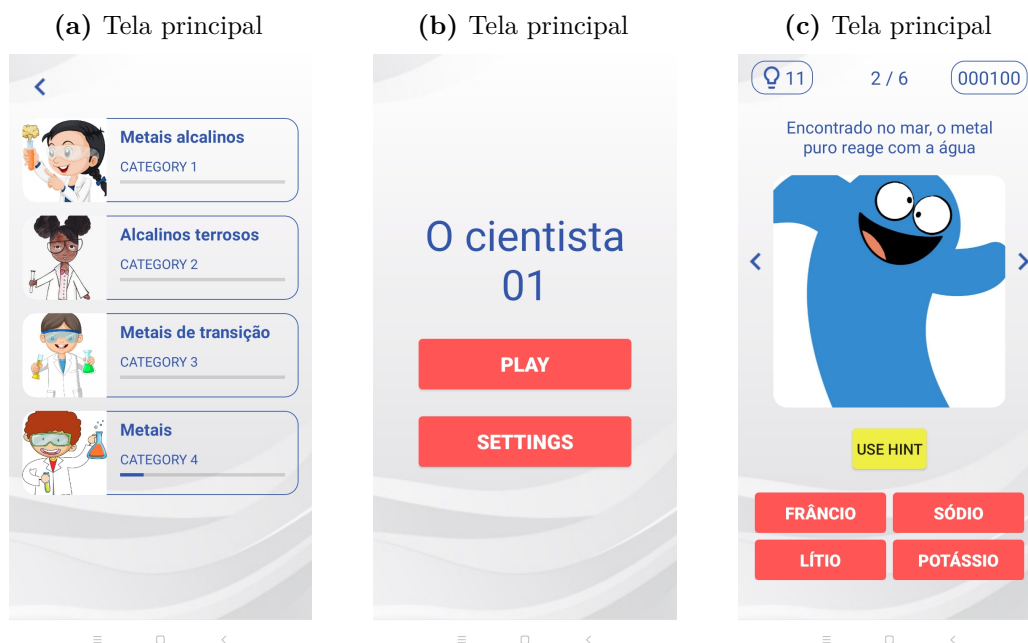 (a) Tela principal
Metais alcalinos
CATEGORY 1
Alcalinos terrosos
CATEGORY 2
Metais de transição
CATEGORY 3
Metais
CATEGORY 4
(b) Tela principal
O cientista
01
PLAY
SETTINGS
(c) Tela principal
11
2 / 6
000100
Encontrado no mar, o metal
puro reage com a água
USE HINT
FRÂNCIO
SÓDIO
LÍTIO
POTÁSSIO